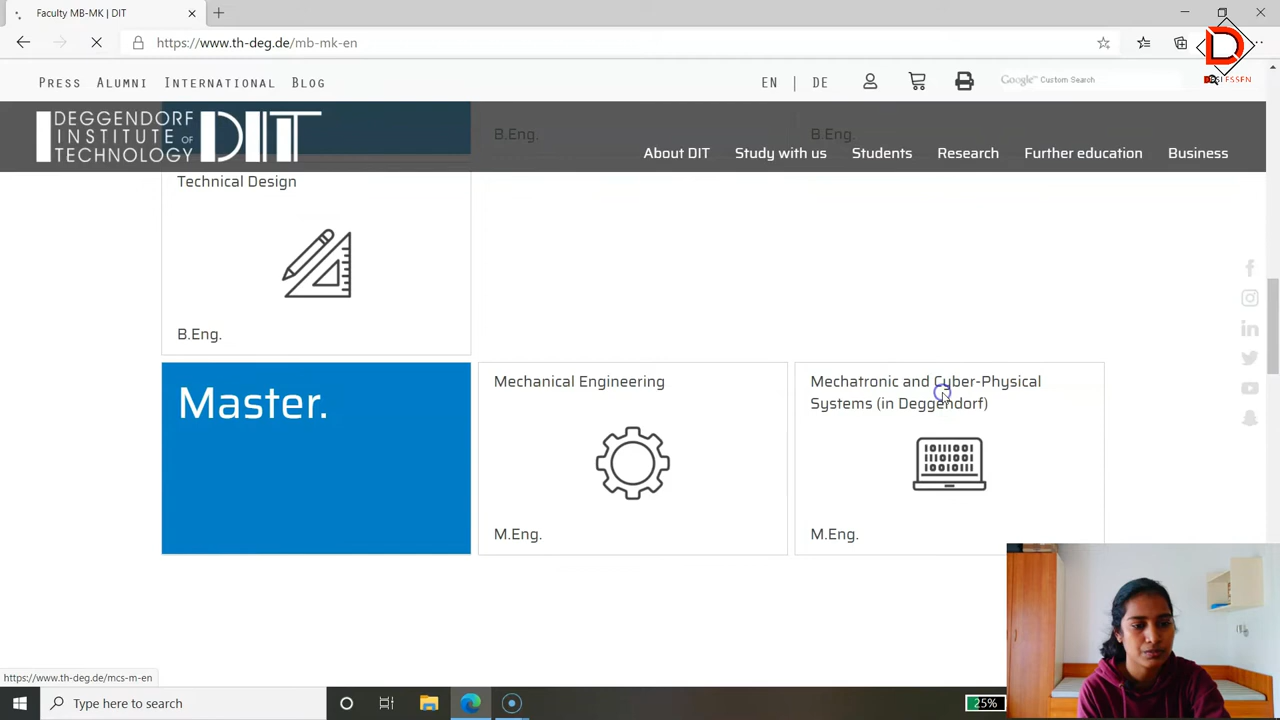 Faculty MB-MK | DIT
https://www.th-deg.de/mb-mk-en
PRESS ALUMNI INTERNATIONAL BLOG
EN | DE
Google Custom Search
DEGGENDORF
INSTITUTE OF
TECHNOLOGY
DIT
About DIT Study with us Students Research Further education Business
B.Eng.
B.Eng.
Technical Design
B.Eng.
Master.
Mechanical Engineering
M.Eng.
Mechatronic and Cyber-Physical
Systems (in Deggendorf)
10111001
M.Eng.
https://www.th-deg.de/mcs-m-en
Type here to search
25%